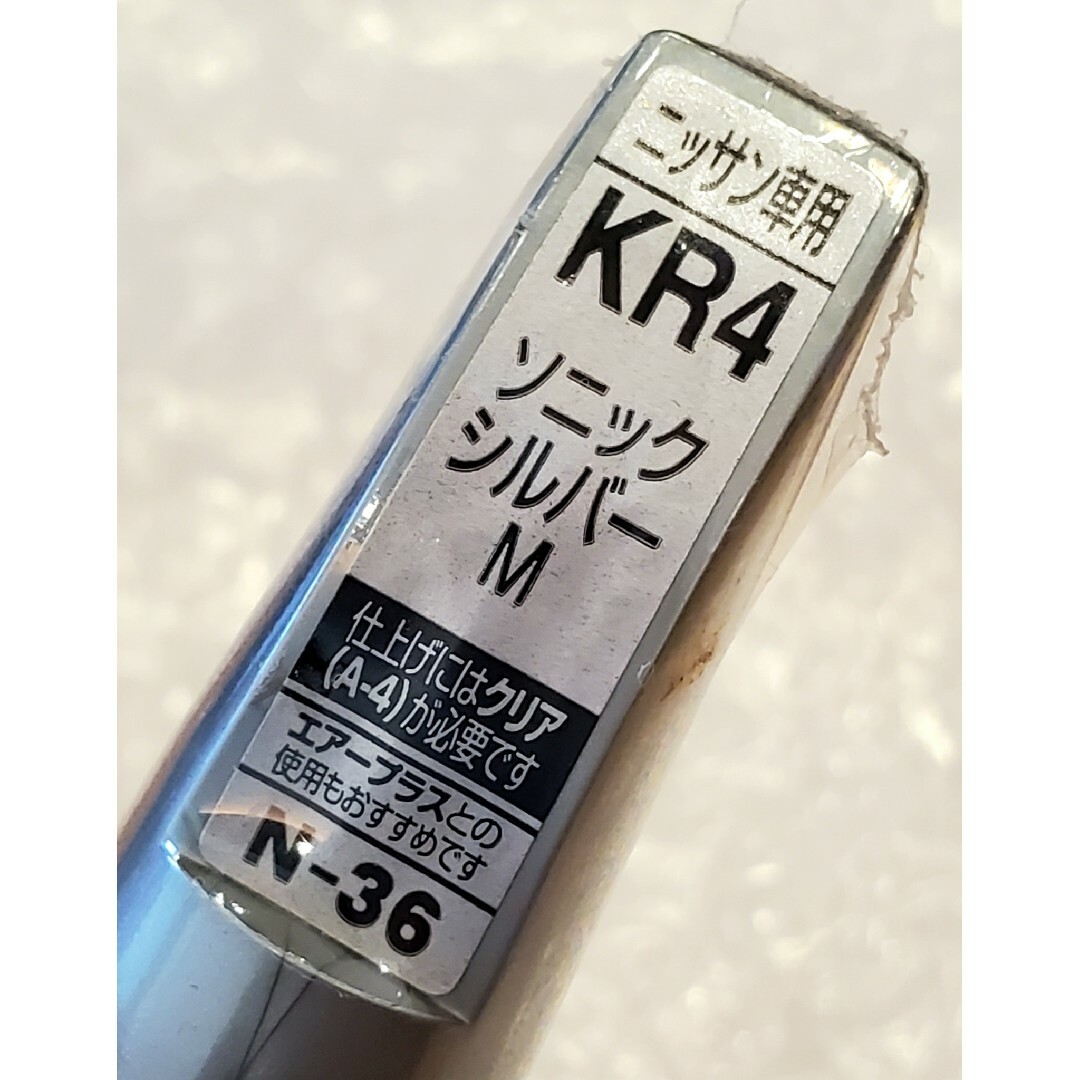 ニッサン車用
KR4
ソニック
シルバー
M
仕上げにはクリア
(A-4)が必要です
エアープラスとの
使用もおすすめです
N-36